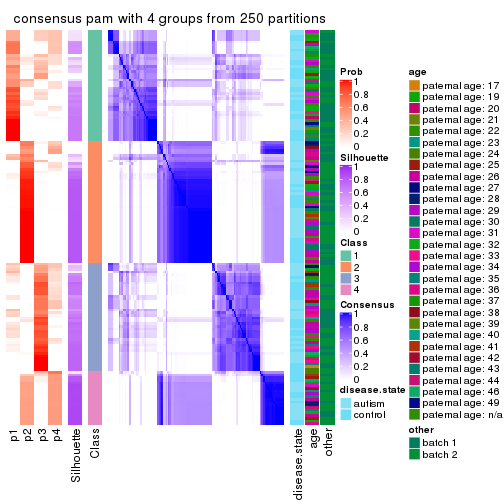 consensus pam with 4 groups from 250 partitions
Prob
1
0.8
0.6
0.4
0.2
0
Silhouette
1
0.8
0.6
0.4
0.2
0
Class
1
2
3
4
Consensus
1
0.8
0.6
0.4
0.2
0
disease.state
autism
control
age
paternal age: 17
paternal age: 19
paternal age: 20
paternal age: 21
paternal age: 22
paternal age: 23
paternal age: 24
paternal age: 25
paternal age: 26
paternal age: 27
paternal age: 28
paternal age: 29
paternal age: 30
paternal age: 31
paternal age: 32
paternal age: 33
paternal age: 34
paternal age: 35
paternal age: 36
paternal age: 37
paternal age: 38
paternal age: 39
paternal age: 40
paternal age: 41
paternal age: 42
paternal age: 43
paternal age: 44
paternal age: 46
paternal age: 49
paternal age: n/a
other
batch 1
batch 2
p1
p2
p3
p4
Silhouette
Class
disease.state
age
other